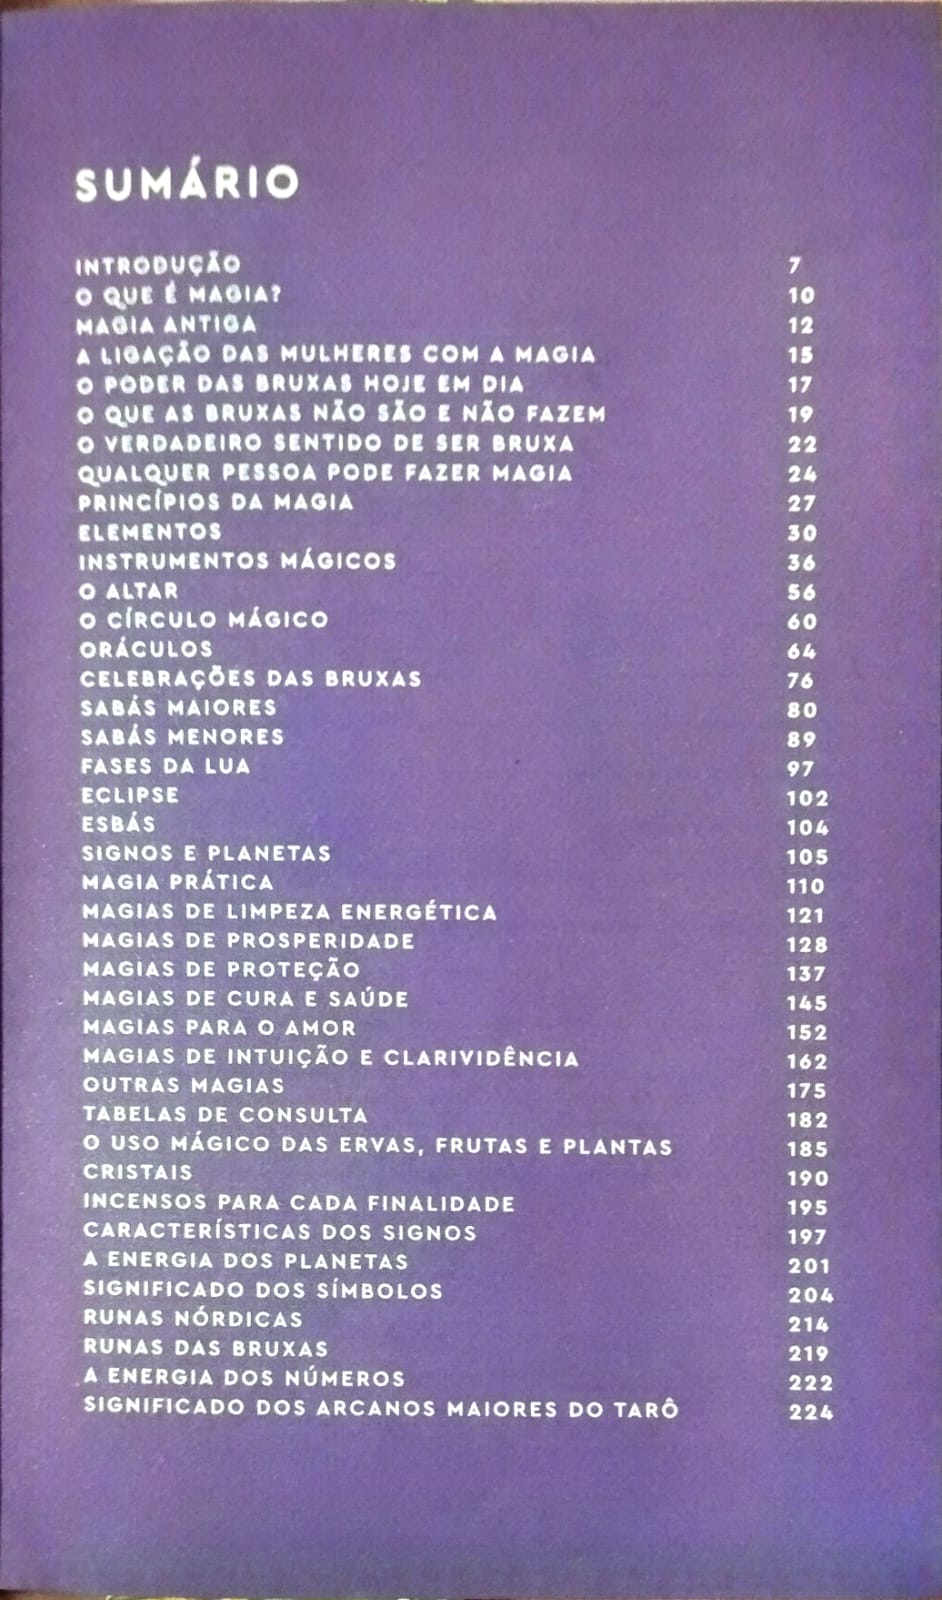 SUMÁRIO
INTRODUÇÃO 7
O QUE É MAGIA? 10
MAGIA ANTIGA 12
A LIGAÇÃO DAS MULHERES COM A MAGIA 15
O PODER DAS BRUXAS HOJE EM DIA 17
O QUE AS BRUXAS NÃO SÃO E NÃO FAZEM 19
O VERDADEIRO SENTIDO DE SER BRUXA 22
QUALQUER PESSOA PODE FAZER MAGIA 24
PRINCÍPIOS DA MAGIA 27
ELEMENTOS 30
INSTRUMENTOS MÁGICOS 36
O ALTAR 56
O CÍRCULO MÁGICO 60
ORÁCULOS 64
CELEBRAÇÕES DAS BRUXAS 76
SABÁS MAIORES 80
SABÁS MENORES 89
FASES DA LUA 97
ECLIPSE 102
ESBÁS 104
SIGNOS E PLANETAS 105
MAGIA PRÁTICA 110
MAGIAS DE LIMPEZA ENERGÉTICA 121
MAGIAS DE PROSPERIDADE 128
MAGIAS DE PROTEÇÃO 137
MAGIAS DE CURA E SAÚDE 145
MAGIAS PARA O AMOR 152
MAGIAS DE INTUIÇÃO E CLARIVIDÊNCIA 162
OUTRAS MAGIAS 175
TABELAS DE CONSULTA 182
O USO MÁGICO DAS ERVAS, FRUTAS E PLANTAS 185
CRISTAIS 190
INCENSOS PARA CADA FINALIDADE 195
CARACTERÍSTICAS DOS SIGNOS 197
A ENERGIA DOS PLANETAS 201
SIGNIFICADO DOS SÍMBOLOS 204
RUNAS NÓRDICAS 214
RUNAS DAS BRUXAS 219
A ENERGIA DOS NÚMEROS 222
SIGNIFICADO DOS ARCANOS MAIORES DO TARÔ 224